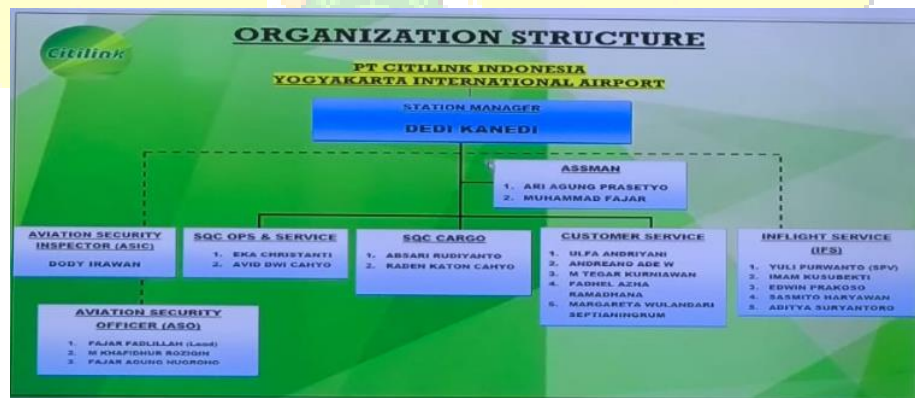 Citilink
ORGANIZATION STRUCTURE
PT CITILINK INDONESIA
YOGYAKARTA INTERNATIONAL AIRPORT
STATION MANAGER
DEDI KANEDI
ASSMAN
1. ARI AGUNG PRASETYO
2. MUHAMMAD FAJAR
AVIATION SECURITY
INSPECTOR (ASIC)
DODY IRAWAN
SQC OPS & SERVICE
1. EKA CHRISTANTI
2. AVID DWI CAHYO
SQC CARGO
1. ABSARI RUDIYANTO
2. RADEN KATON CAHYO
CUSTOMER SERVICE
1. ULFA ANDRIYANI
2. ANDREANO ADE W
3. M TEGAR KURNIAWAN
4. FADHEL AZHA
RAMADHANA
5. MARGARETA WULANDARI
SEPTIANINGRUM
INFLIGHT SERVICE
(IFS)
1. YULI PURWANTO (SPV)
2. IMAM KUSUBEKTI
3. EDWIN PRAKOSO
4. SASMITO HARYAWAN
5. ADITYA SURYANTORO
AVIATION SECURITY
OFFICER (ASO)
1. FAJAR FADLILLAH (Lead)
2. M KHAFIDHUR ROZIQIN
3. FAJAR AGUNG NUGROHO